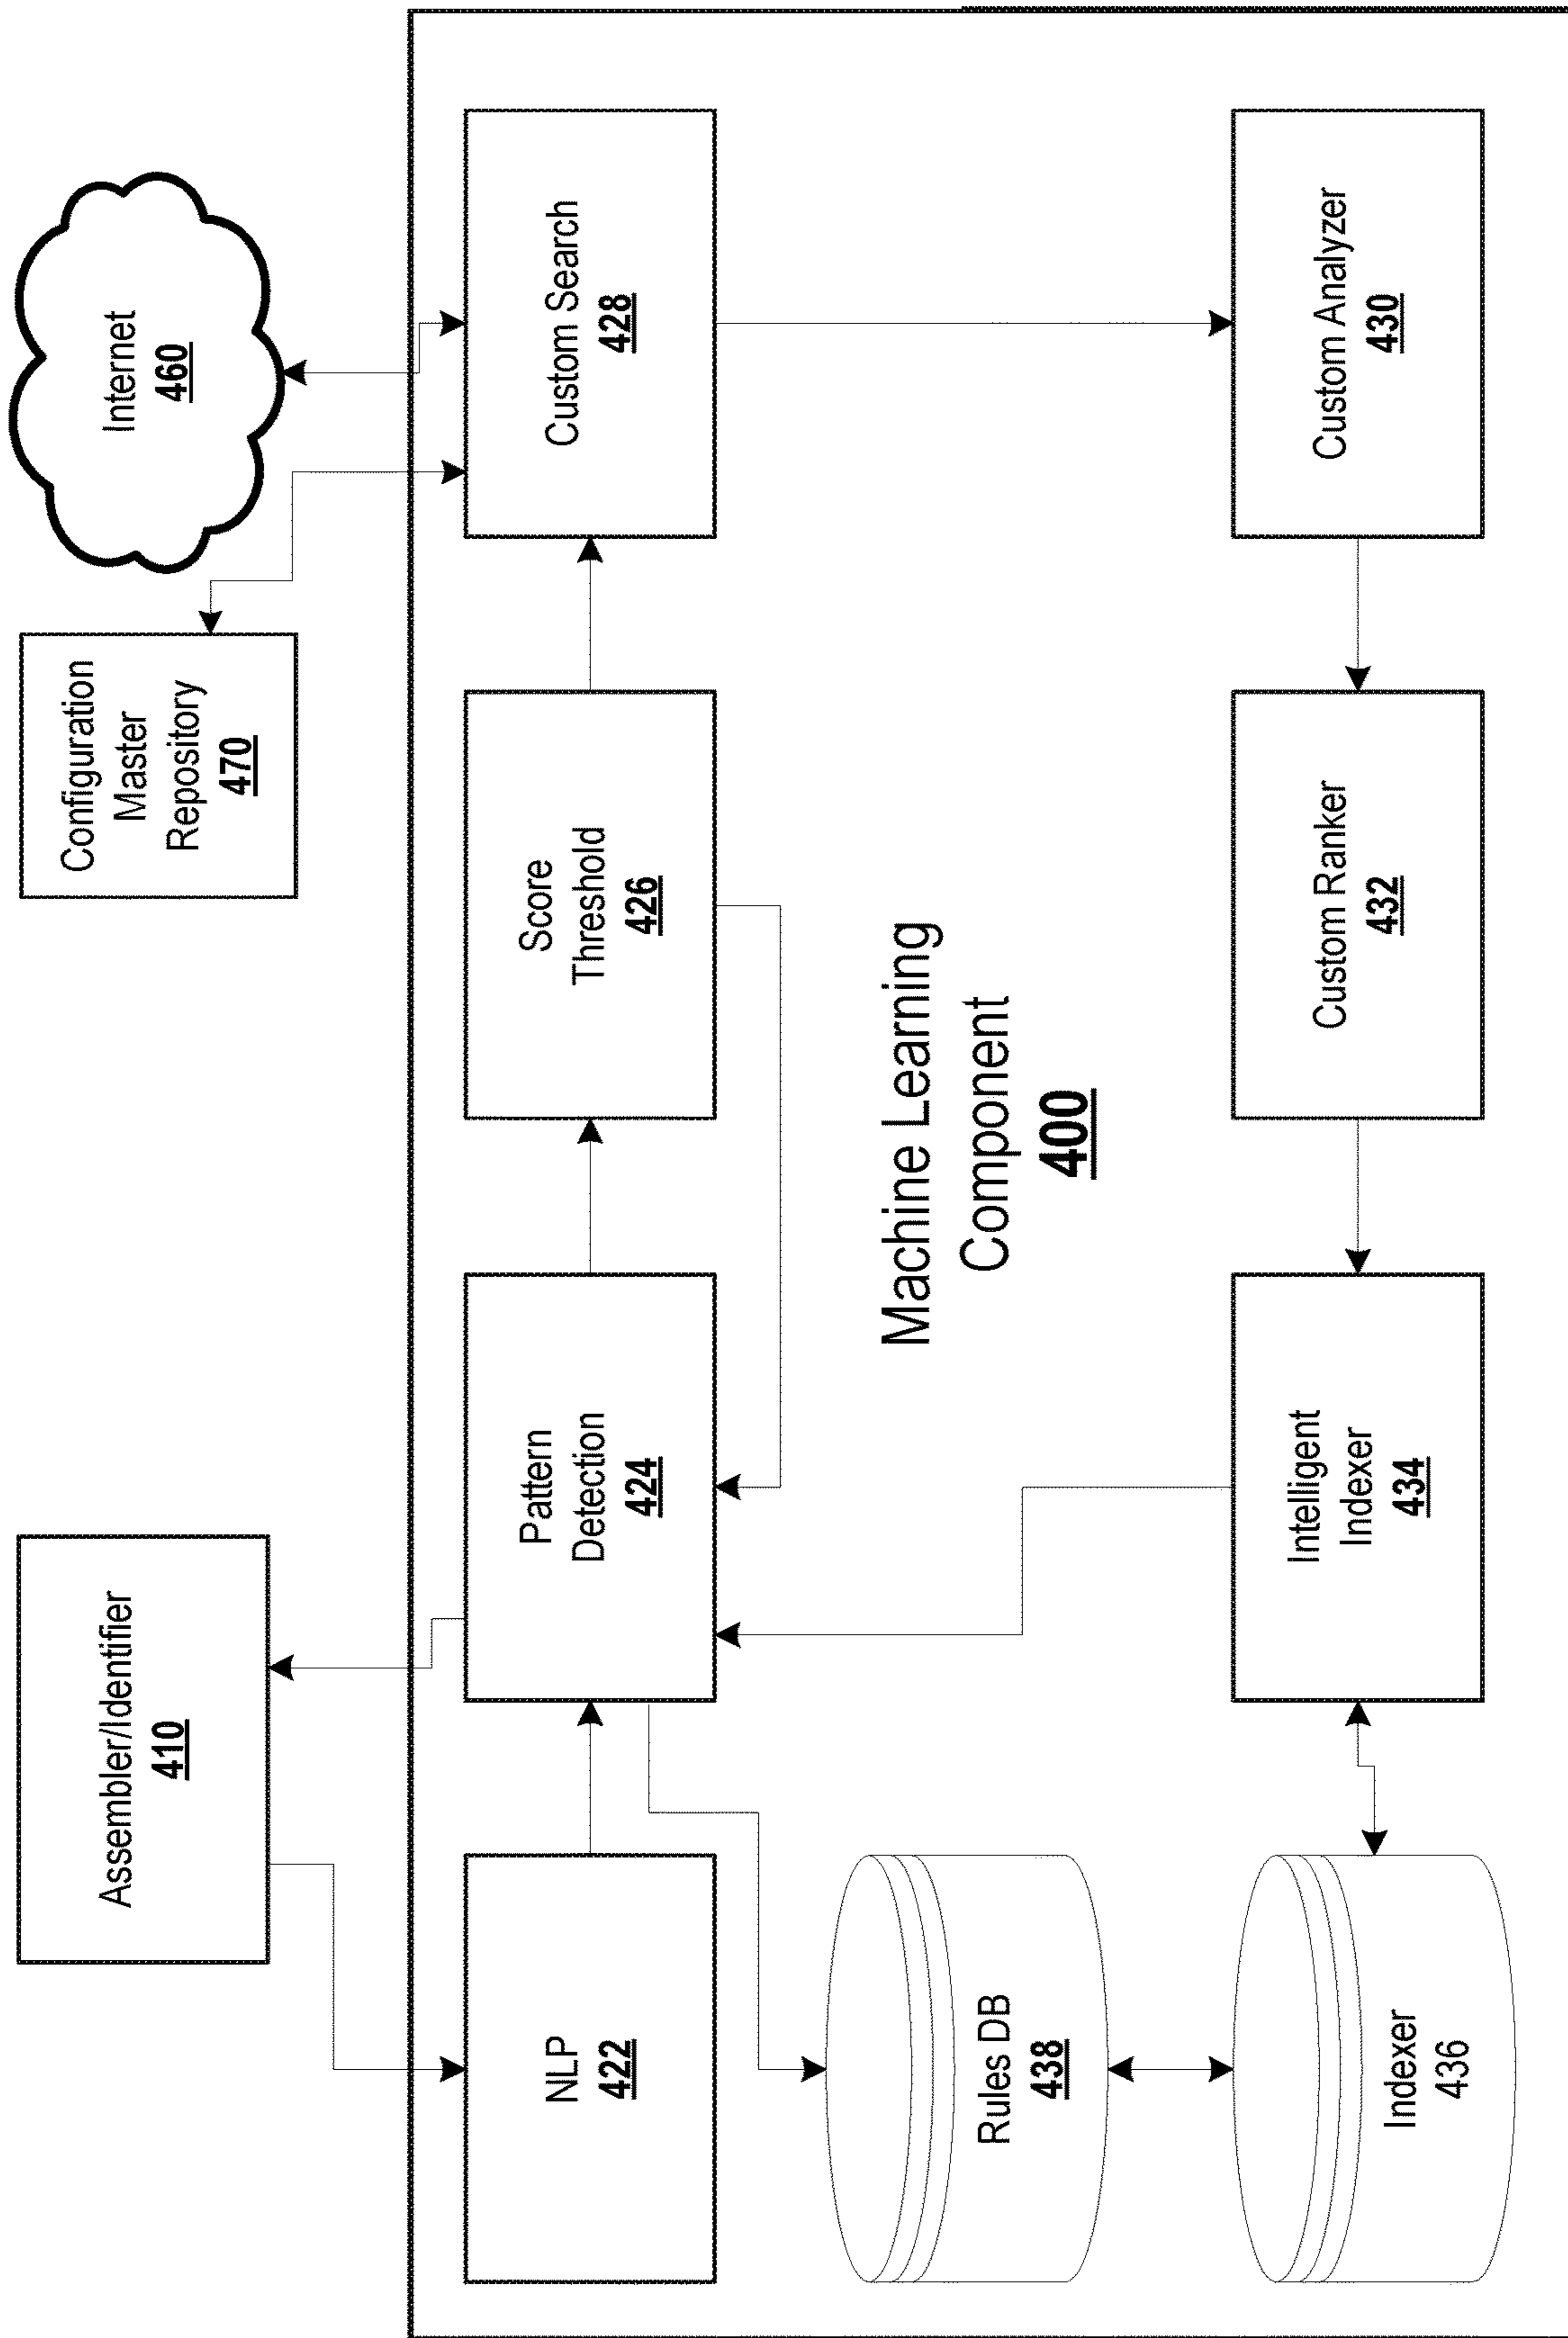 Assembler/Identifier
410
Configuration
Master
Repository
470
Internet
460
NLP
422
Pattern
Detection
424
Score
Threshold
426
Custom Search
428
Rules DB
438
Machine Learning
Component
400
Indexer
436
Intelligent
Indexer
434
Custom Ranker
432
Custom Analyzer
430